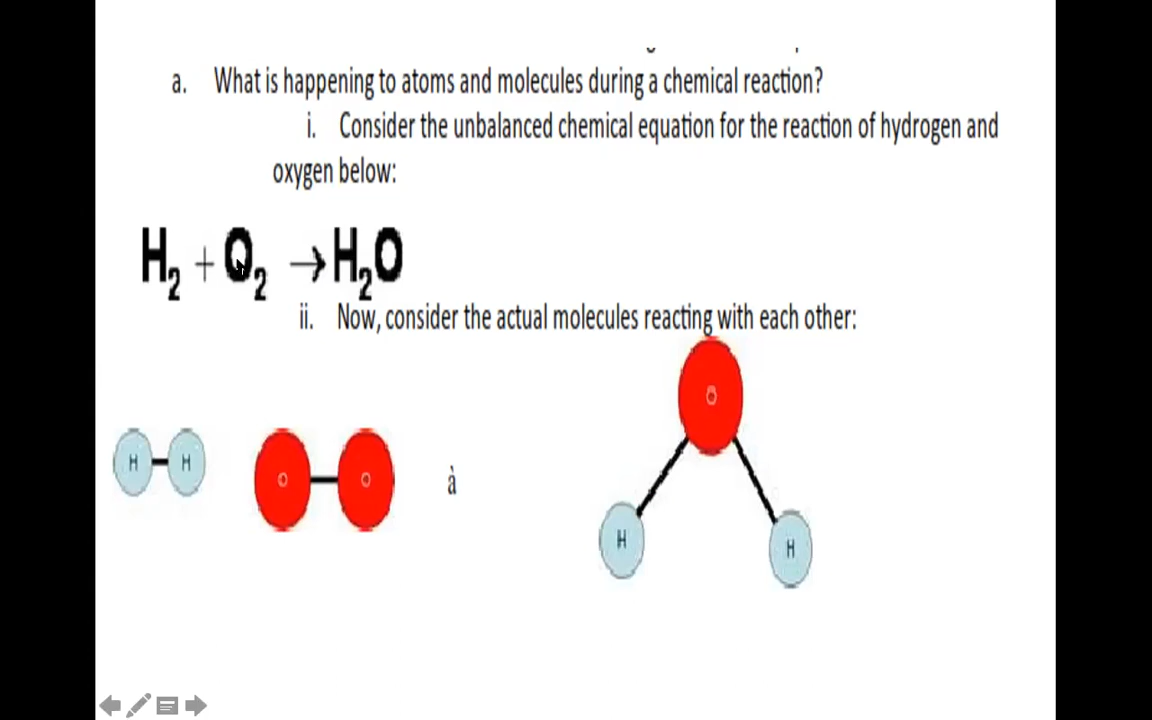 a. What is happening to atoms and molecules during a chemical reaction?
i. Consider the unbalanced chemical equation for the reaction of hydrogen and
oxygen below:
H₂ + O₂ → H₂O
ii. Now, consider the actual molecules reacting with each other:
O
H H O O à
H H